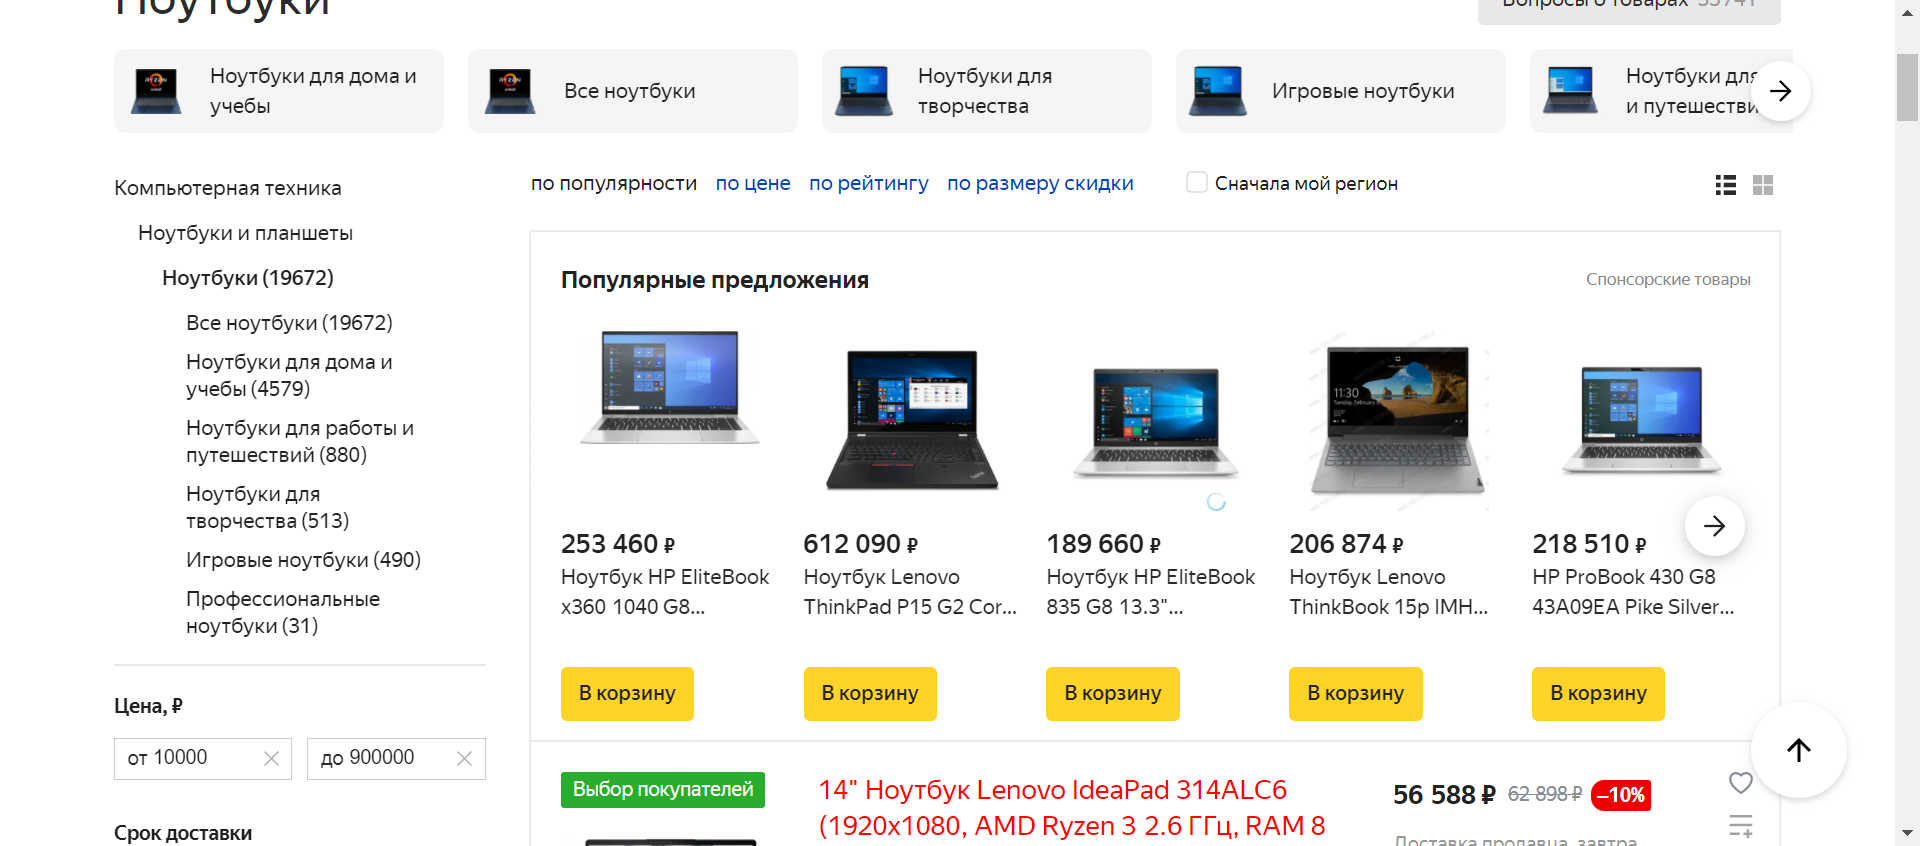 Ноутбуки
Вопросы о товарах 33741
Ноутбуки для дома и
учебы
Все ноутбуки
Ноутбуки для
творчества
Игровые ноутбуки
Ноутбуки для
и путешестви
Компьютерная техника
Ноутбуки и планшеты
Ноутбуки (19672)
Все ноутбуки (19672)
Ноутбуки для дома и
учебы (4579)
Ноутбуки для работы и
путешествий (880)
Ноутбуки для
творчества (513)
Игровые ноутбуки (490)
Профессиональные
ноутбуки (31)
Цена, ₽
от 10000
до 900000
Срок доставки
по популярности по цене по рейтингу по размеру скидки Сначала мой регион
Популярные предложения
Спонсорские товары
253 460 ₽
Ноутбук HP EliteBook
x360 1040 G8...
В корзину
612 090 ₽
Ноутбук Lenovo
ThinkPad P15 G2 Cor...
В корзину
189 660 ₽
Ноутбук HP EliteBook
835 G8 13.3"...
В корзину
11:30
206 874 ₽
Ноутбук Lenovo
ThinkBook 15p IMH...
В корзину
218 510 ₽
HP ProBook 430 G8
43A09EA Pike Silver...
В корзину
Выбор покупателей
14" Ноутбук Lenovo IdeaPad 314ALC6
(1920x1080, AMD Ryzen 3 2.6 ГГц, RAM 8
56 588 ₽ 62 898 ₽ –10%
Доставка продавца, завтра